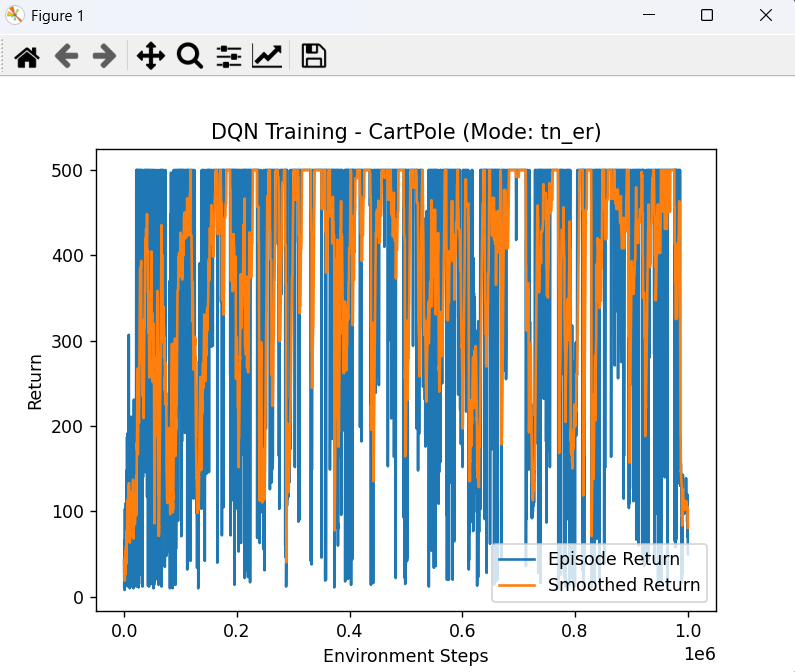 Figure 1
DQN Training - CartPole (Mode: tn_er)
500
400
300
200
100
0
Return
Episode Return
Smoothed Return
0.0 0.2 0.4 0.6 0.8 1.0
1e6
Environment Steps